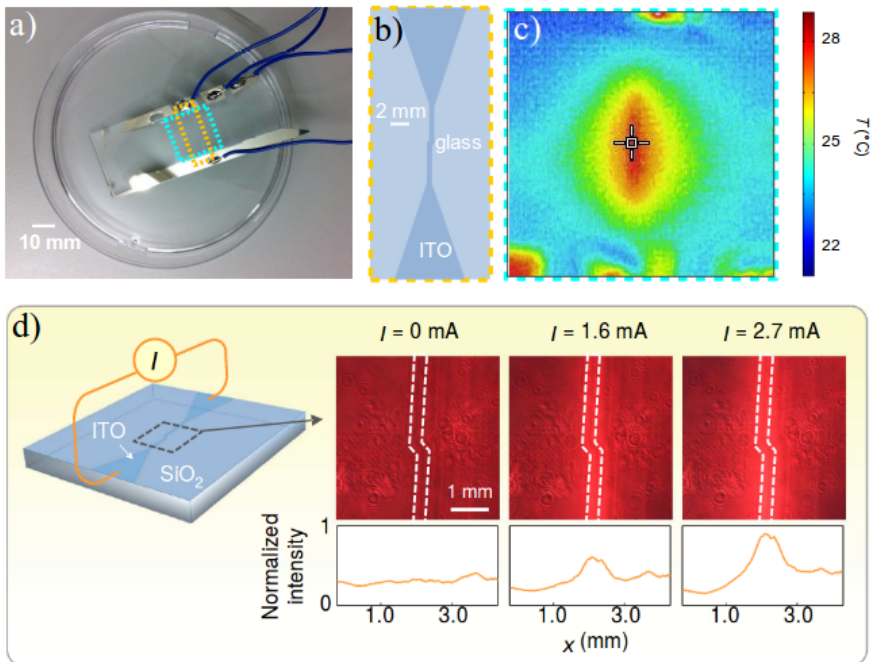 a)
10 mm
b)
2 mm
glass
ITO
c)
28
25
22
T (°C)
d)
I
ITO
SiO₂
I = 0 mA
I = 1.6 mA
I = 2.7 mA
1 mm
Normalized
intensity
1
0
1.0 3.0
1.0 3.0
1.0 3.0
x (mm)